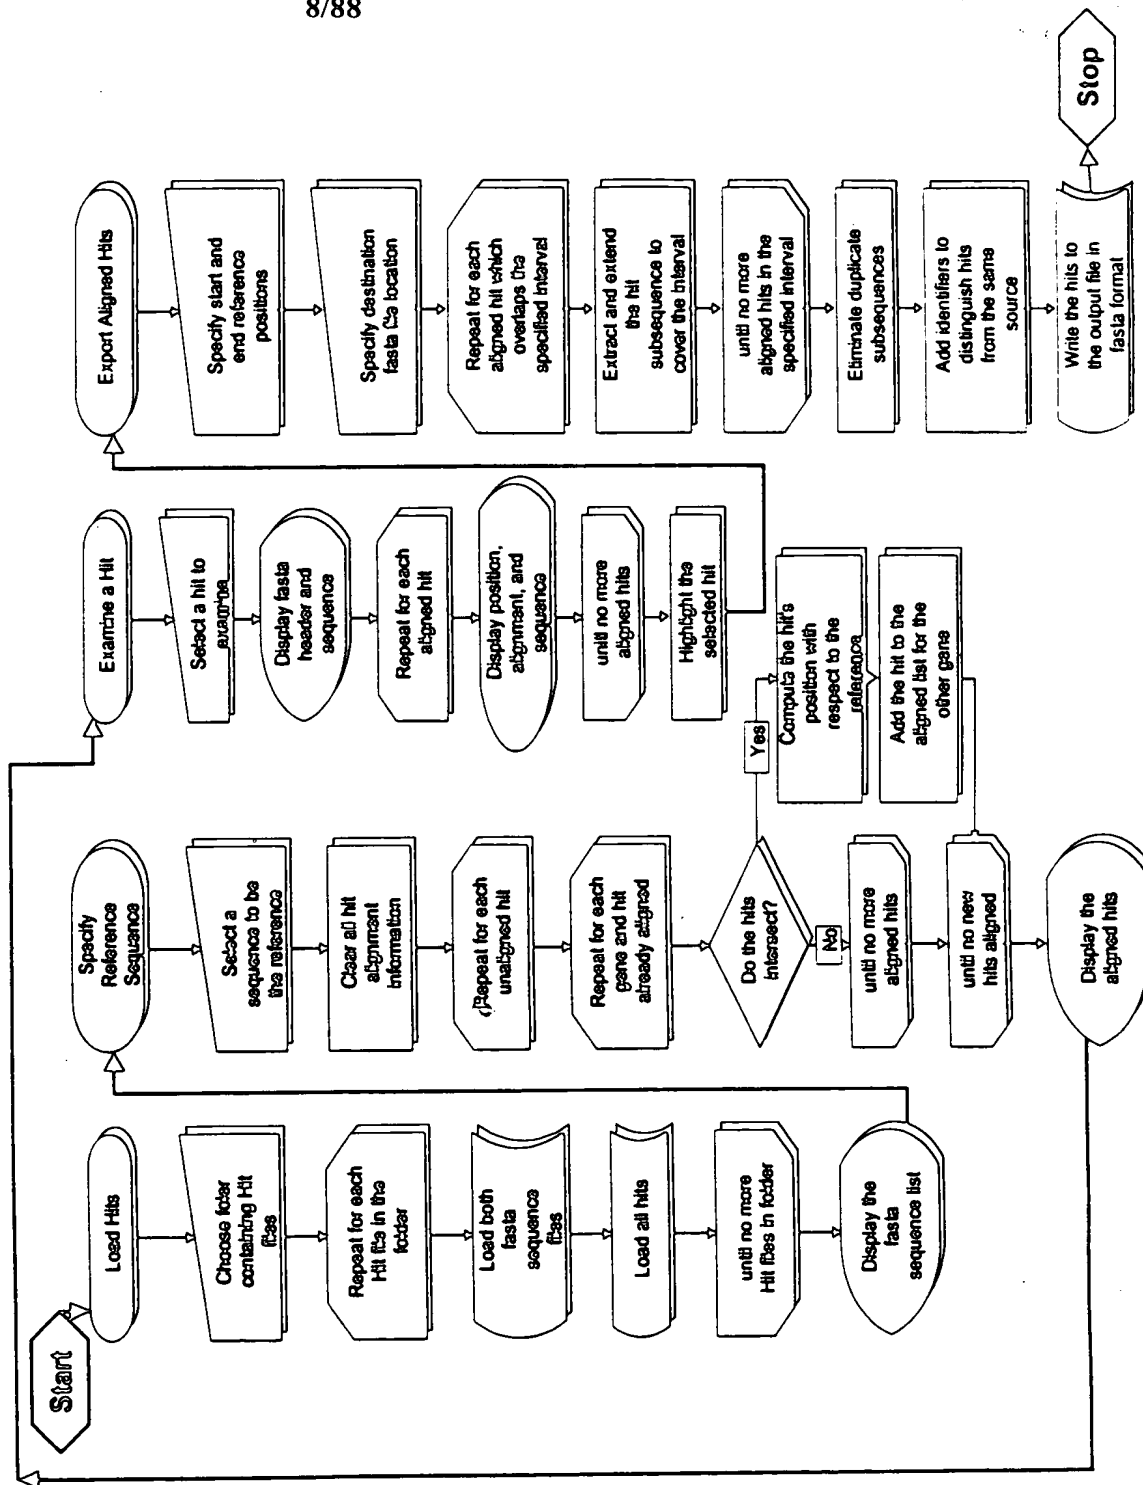 8/88
Start
Load Hits
Choose folder
containing Hit
files
Repeat for each
Hit file in the
folder
Load both
fasta
sequence
files
Load all hits
until no more
Hit files in folder
Display the
fasta
sequence list
Specify
Reference
Sequence
Select a
sequence to be
the reference
Clear all hit
alignment
information
Repeat for each
unaligned hit
Repeat for each
gene and hit
already aligned
Do the hits
intersect?
Yes
No
Compute the hit's
position with
respect to the
reference
Add the hit to the
aligned list for the
other gene
until no more
aligned hits
until no new
hits aligned
Display the
aligned hits
Examine a Hit
Select a hit to
examine
Display fasta
header and
sequence
Repeat for each
aligned hit
Display position,
alignment, and
sequence
until no more
aligned hits
Highlight the
selected hit
Export Aligned Hits
Specify start and
end reference
positions
Specify destination
fasta file location
Repeat for each
aligned hit which
overlaps the
specified interval
Extract and extend
the hit
subsequence to
cover the interval
until no more
aligned hits in the
specified interval
Eliminate duplicate
subsequences
Add identifiers to
distinguish hits
from the same
source
Write the hits to
the output file in
fasta format
Stop